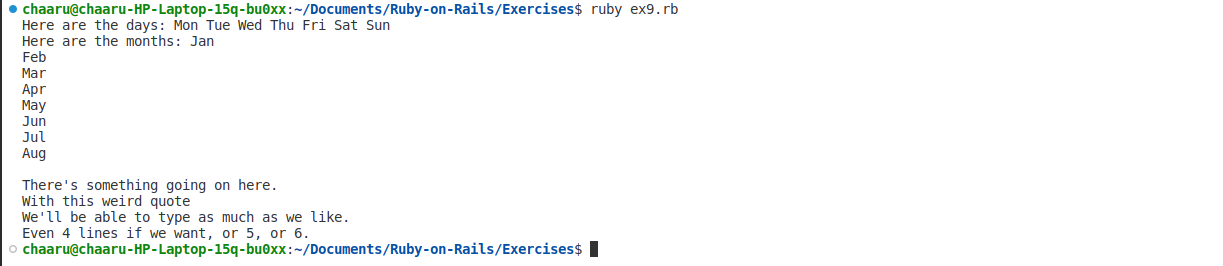 chaaru@chaaru-HP-Laptop-15q-bu0xx:~/Documents/Ruby-on-Rails/Exercises$ ruby ex9.rb
Here are the days: Mon Tue Wed Thu Fri Sat Sun
Here are the months: Jan
Feb
Mar
Apr
May
Jun
Jul
Aug

There's something going on here.
With this weird quote
We'll be able to type as much as we like.
Even 4 lines if we want, or 5, or 6.
chaaru@chaaru-HP-Laptop-15q-bu0xx:~/Documents/Ruby-on-Rails/Exercises$